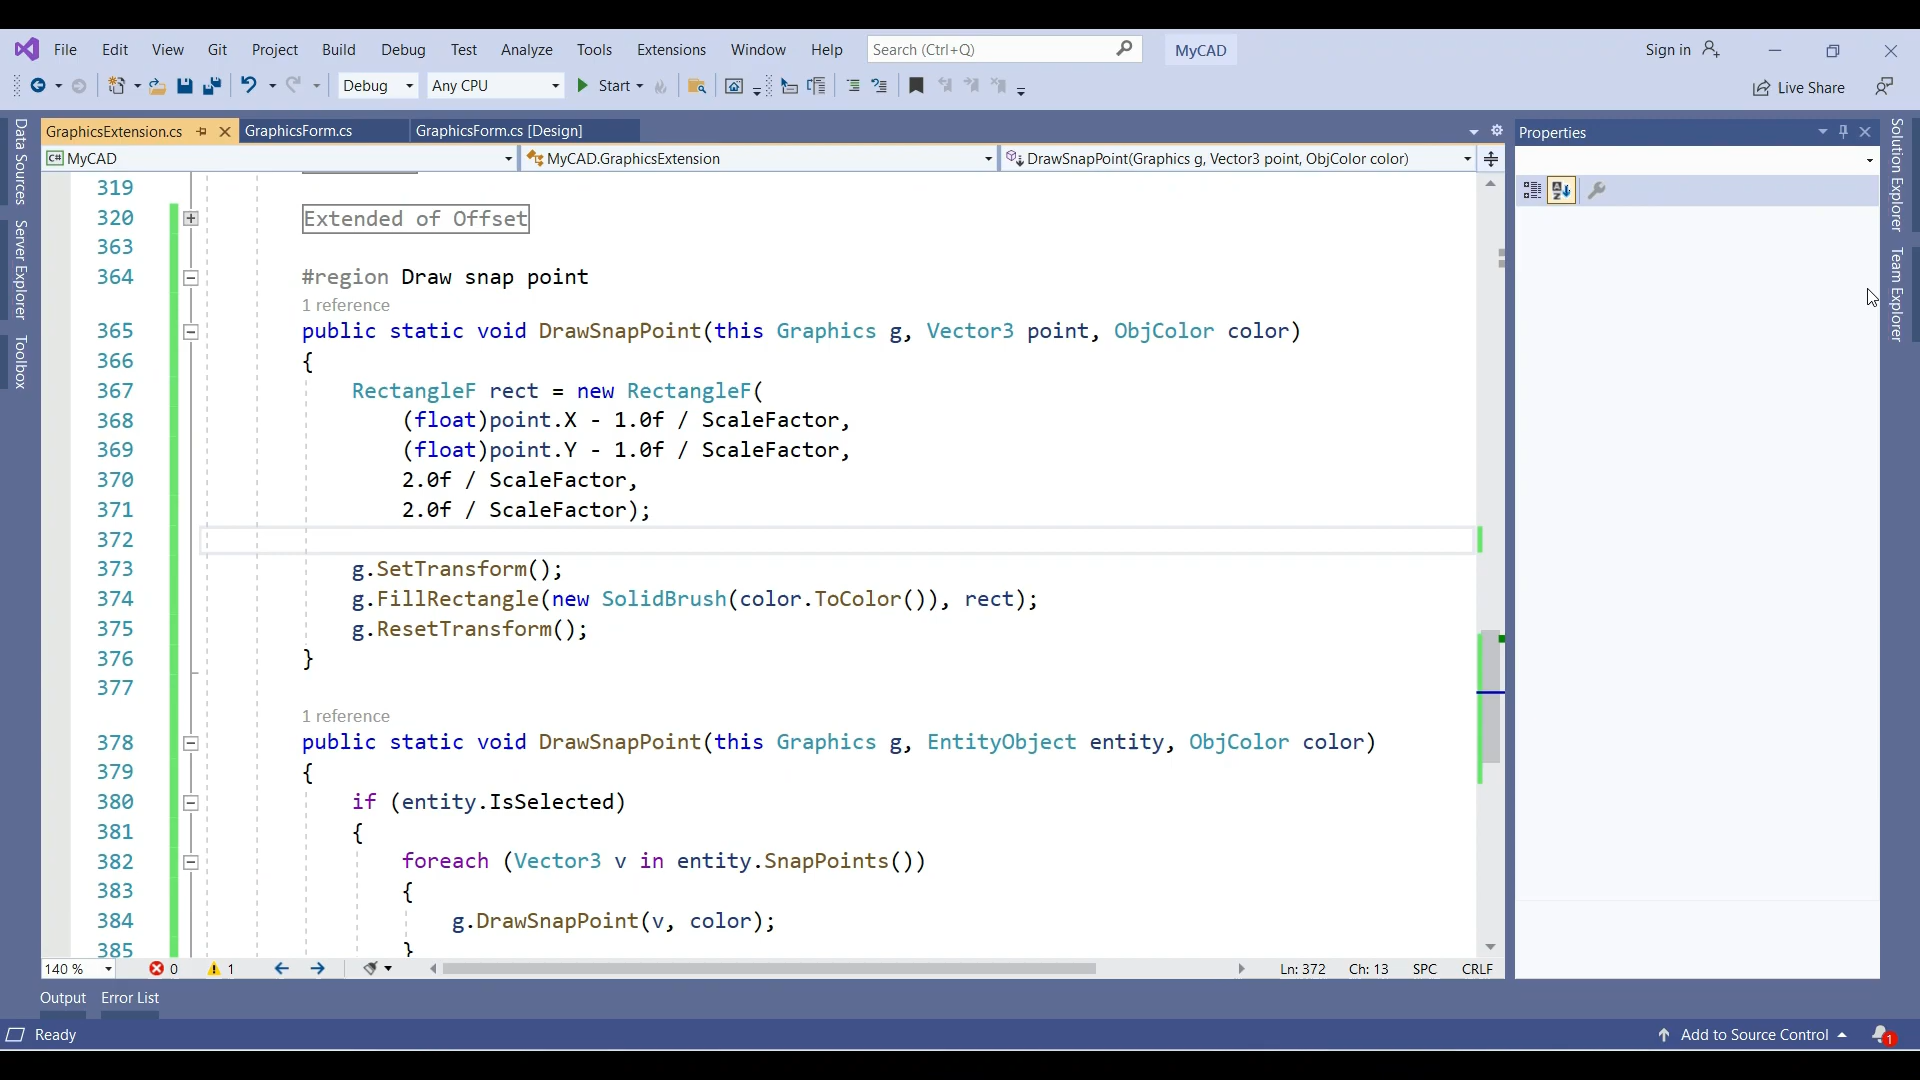 File Edit View Git Project Build Debug Test Analyze Tools Extensions Window Help Search (Ctrl+Q) MyCAD Sign in
Debug Any CPU Start Live Share
GraphicsExtension.cs GraphicsForm.cs GraphicsForm.cs [Design] Properties
C# MyCAD MyCAD.GraphicsExtension DrawSnapPoint(Graphics g, Vector3 point, ObjColor color)
Data Sources
Server Explorer
Toolbox
Solution Explorer
Team Explorer
319
320 Extended of Offset
363
364 #region Draw snap point
1 reference
365 public static void DrawSnapPoint(this Graphics g, Vector3 point, ObjColor color)
366 {
367 RectangleF rect = new RectangleF(
368 (float)point.X - 1.0f / ScaleFactor,
369 (float)point.Y - 1.0f / ScaleFactor,
370 2.0f / ScaleFactor,
371 2.0f / ScaleFactor);
372
373 g.SetTransform();
374 g.FillRectangle(new SolidBrush(color.ToColor()), rect);
375 g.ResetTransform();
376 }
377
1 reference
378 public static void DrawSnapPoint(this Graphics g, EntityObject entity, ObjColor color)
379 {
380 if (entity.IsSelected)
381 {
382 foreach (Vector3 v in entity.SnapPoints())
383 {
384 g.DrawSnapPoint(v, color);
385 }
140 % 0 1 Ln: 372 Ch: 13 SPC CRLF
Output Error List
Ready Add to Source Control 1